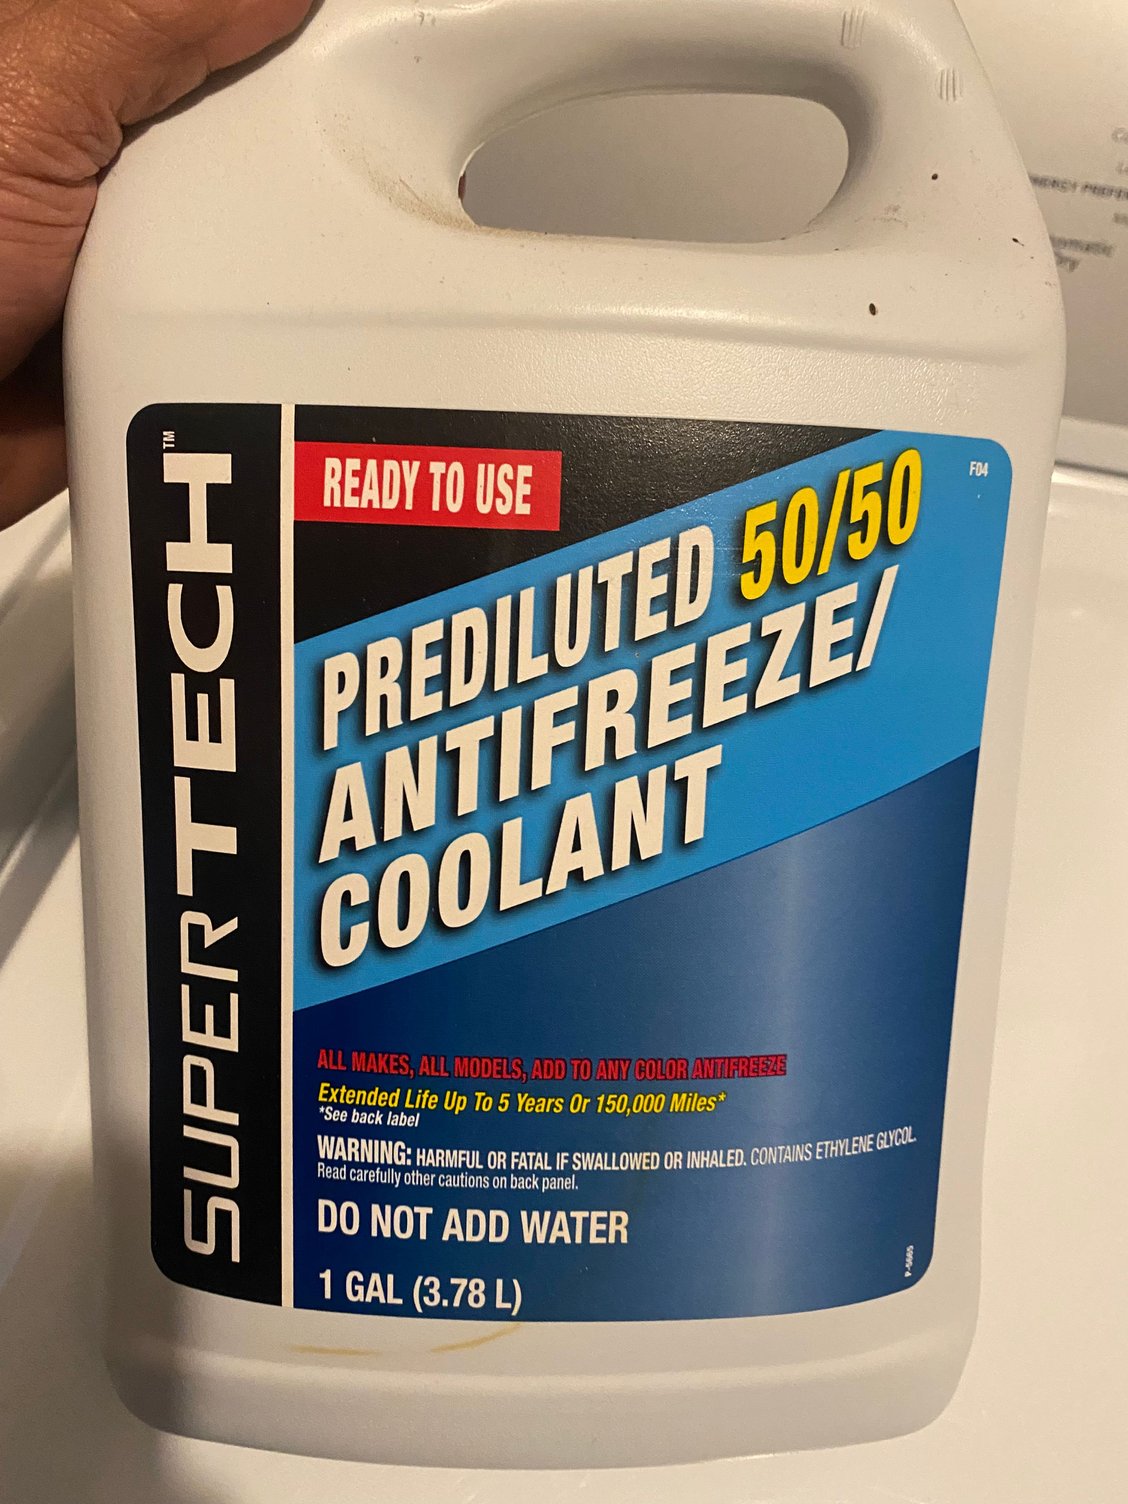 SUPERTECH™
READY TO USE
F04
PREDILUTED 50/50
ANTIFREEZE/
COOLANT
ALL MAKES, ALL MODELS, ADD TO ANY COLOR ANTIFREEZE
Extended Life Up To 5 Years Or 150,000 Miles*
*See back label
WARNING: HARMFUL OR FATAL IF SWALLOWED OR INHALED. CONTAINS ETHYLENE GLYCOL.
Read carefully other cautions on back panel.
DO NOT ADD WATER
1 GAL (3.78 L)
P-5665